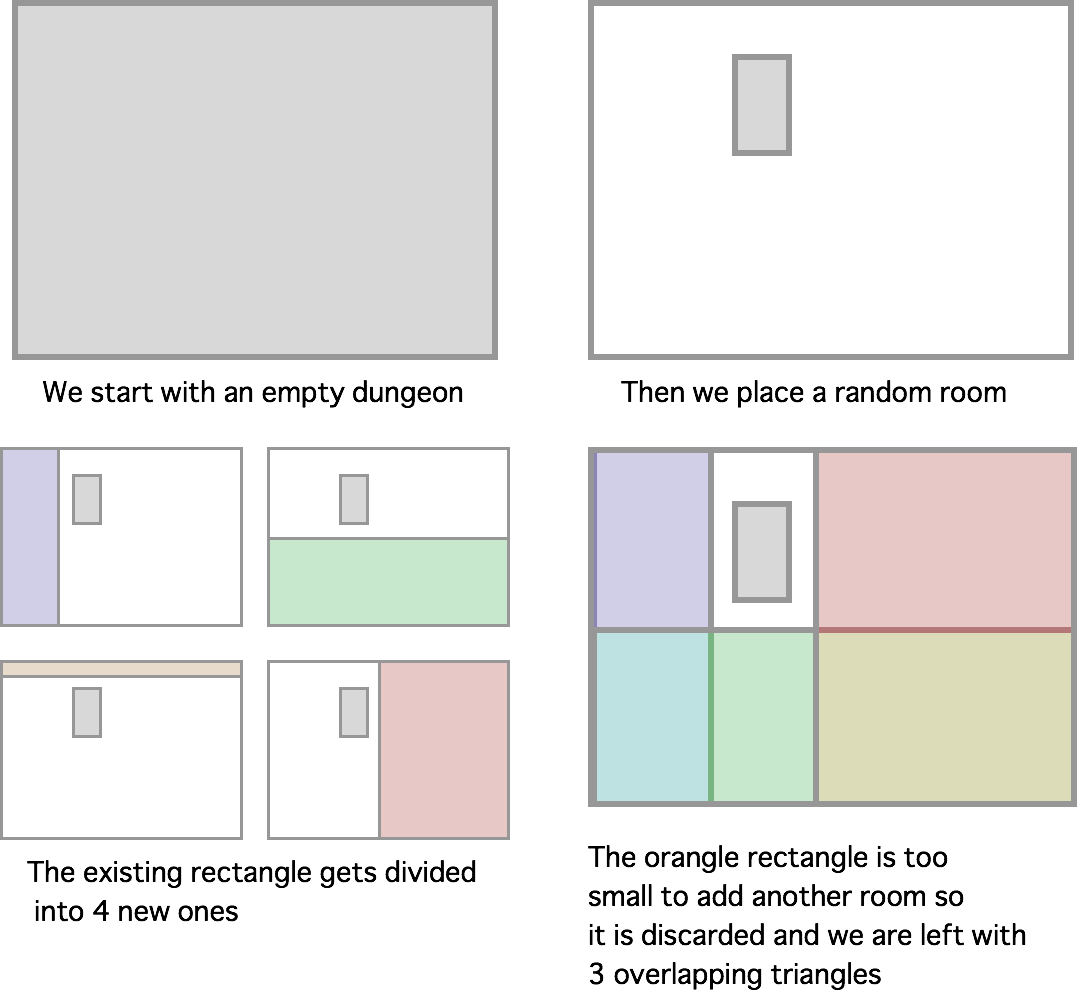 We start with an empty dungeon
Then we place a random room
The existing rectangle gets divided
into 4 new ones
The orangle rectangle is too
small to add another room so
it is discarded and we are left with
3 overlapping triangles